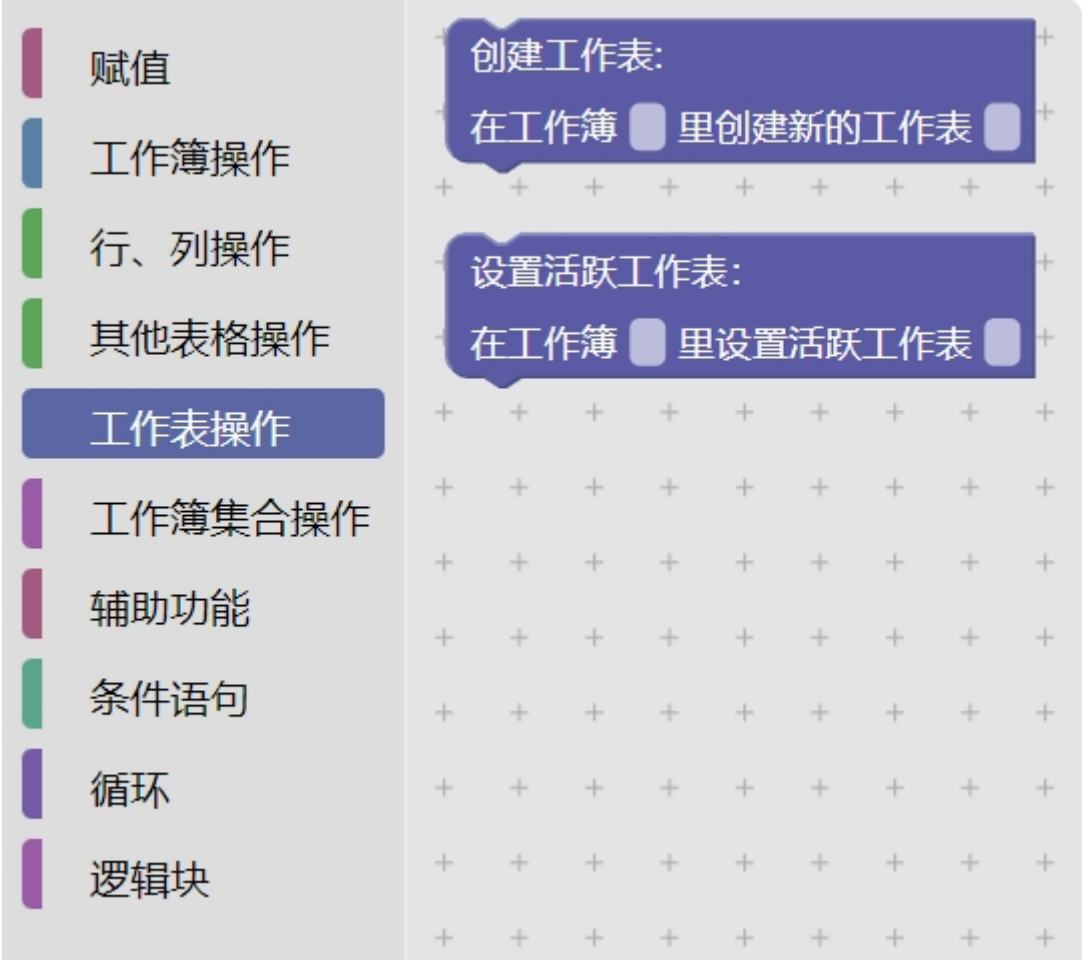 赋值
工作簿操作
行、列操作
其他表格操作
工作表操作
工作簿集合操作
辅助功能
条件语句
循环
逻辑块
创建工作表:
在工作簿 里创建新的工作表
设置活跃工作表:
在工作簿 里设置活跃工作表